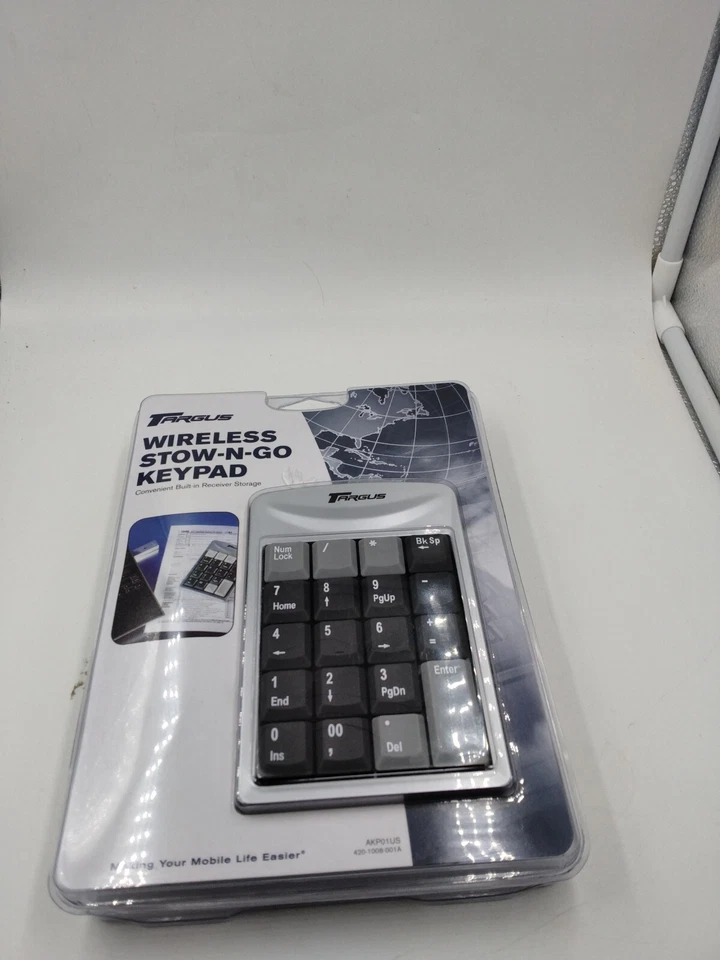 TARGUS
WIRELESS
STOW-N-GO
KEYPAD
Convenient Built-in Receiver Storage
TARGUS
Num Lock / * Bk Sp ←
7 Home 8 ↑ 9 PgUp -
4 ← 5 _ 6 → + =
1 End 2 ↓ 3 PgDn Enter
0 Ins 00 , . Del
AKP01US
420-1008-001A
Making Your Mobile Life Easier®